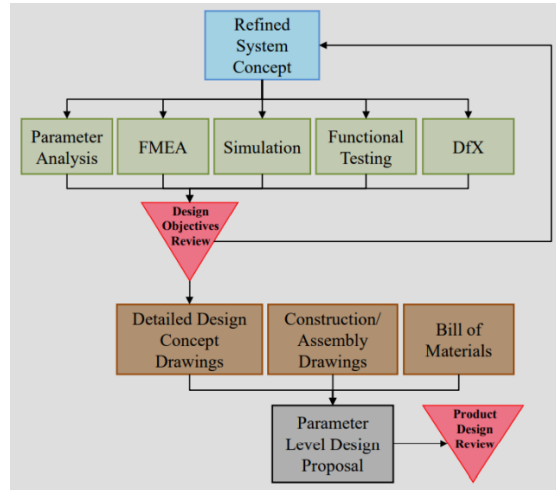 Refined
System
Concept
Parameter
Analysis
FMEA
Simulation
Functional
Testing
DfX
Design
Objectives
Review
Detailed Design
Concept
Drawings
Construction/
Assembly
Drawings
Bill of
Materials
Parameter
Level Design
Proposal
Product
Design
Review